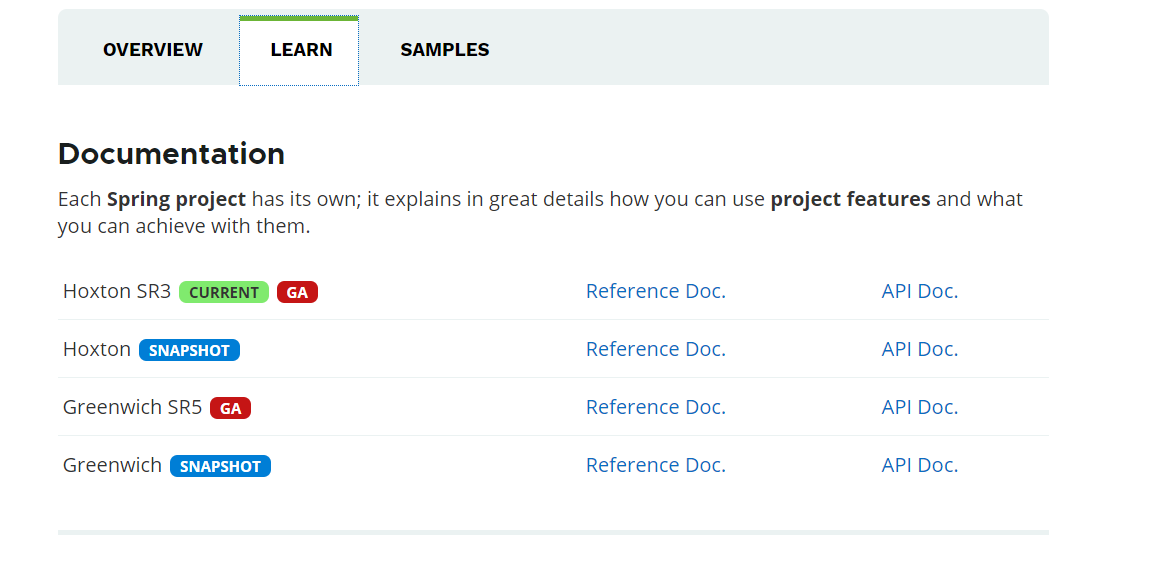 OVERVIEW LEARN SAMPLES
Documentation
Each Spring project has its own; it explains in great details how you can use project features and what
you can achieve with them.
Hoxton SR3 CURRENT GA Reference Doc. API Doc.
Hoxton SNAPSHOT Reference Doc. API Doc.
Greenwich SR5 GA Reference Doc. API Doc.
Greenwich SNAPSHOT Reference Doc. API Doc.